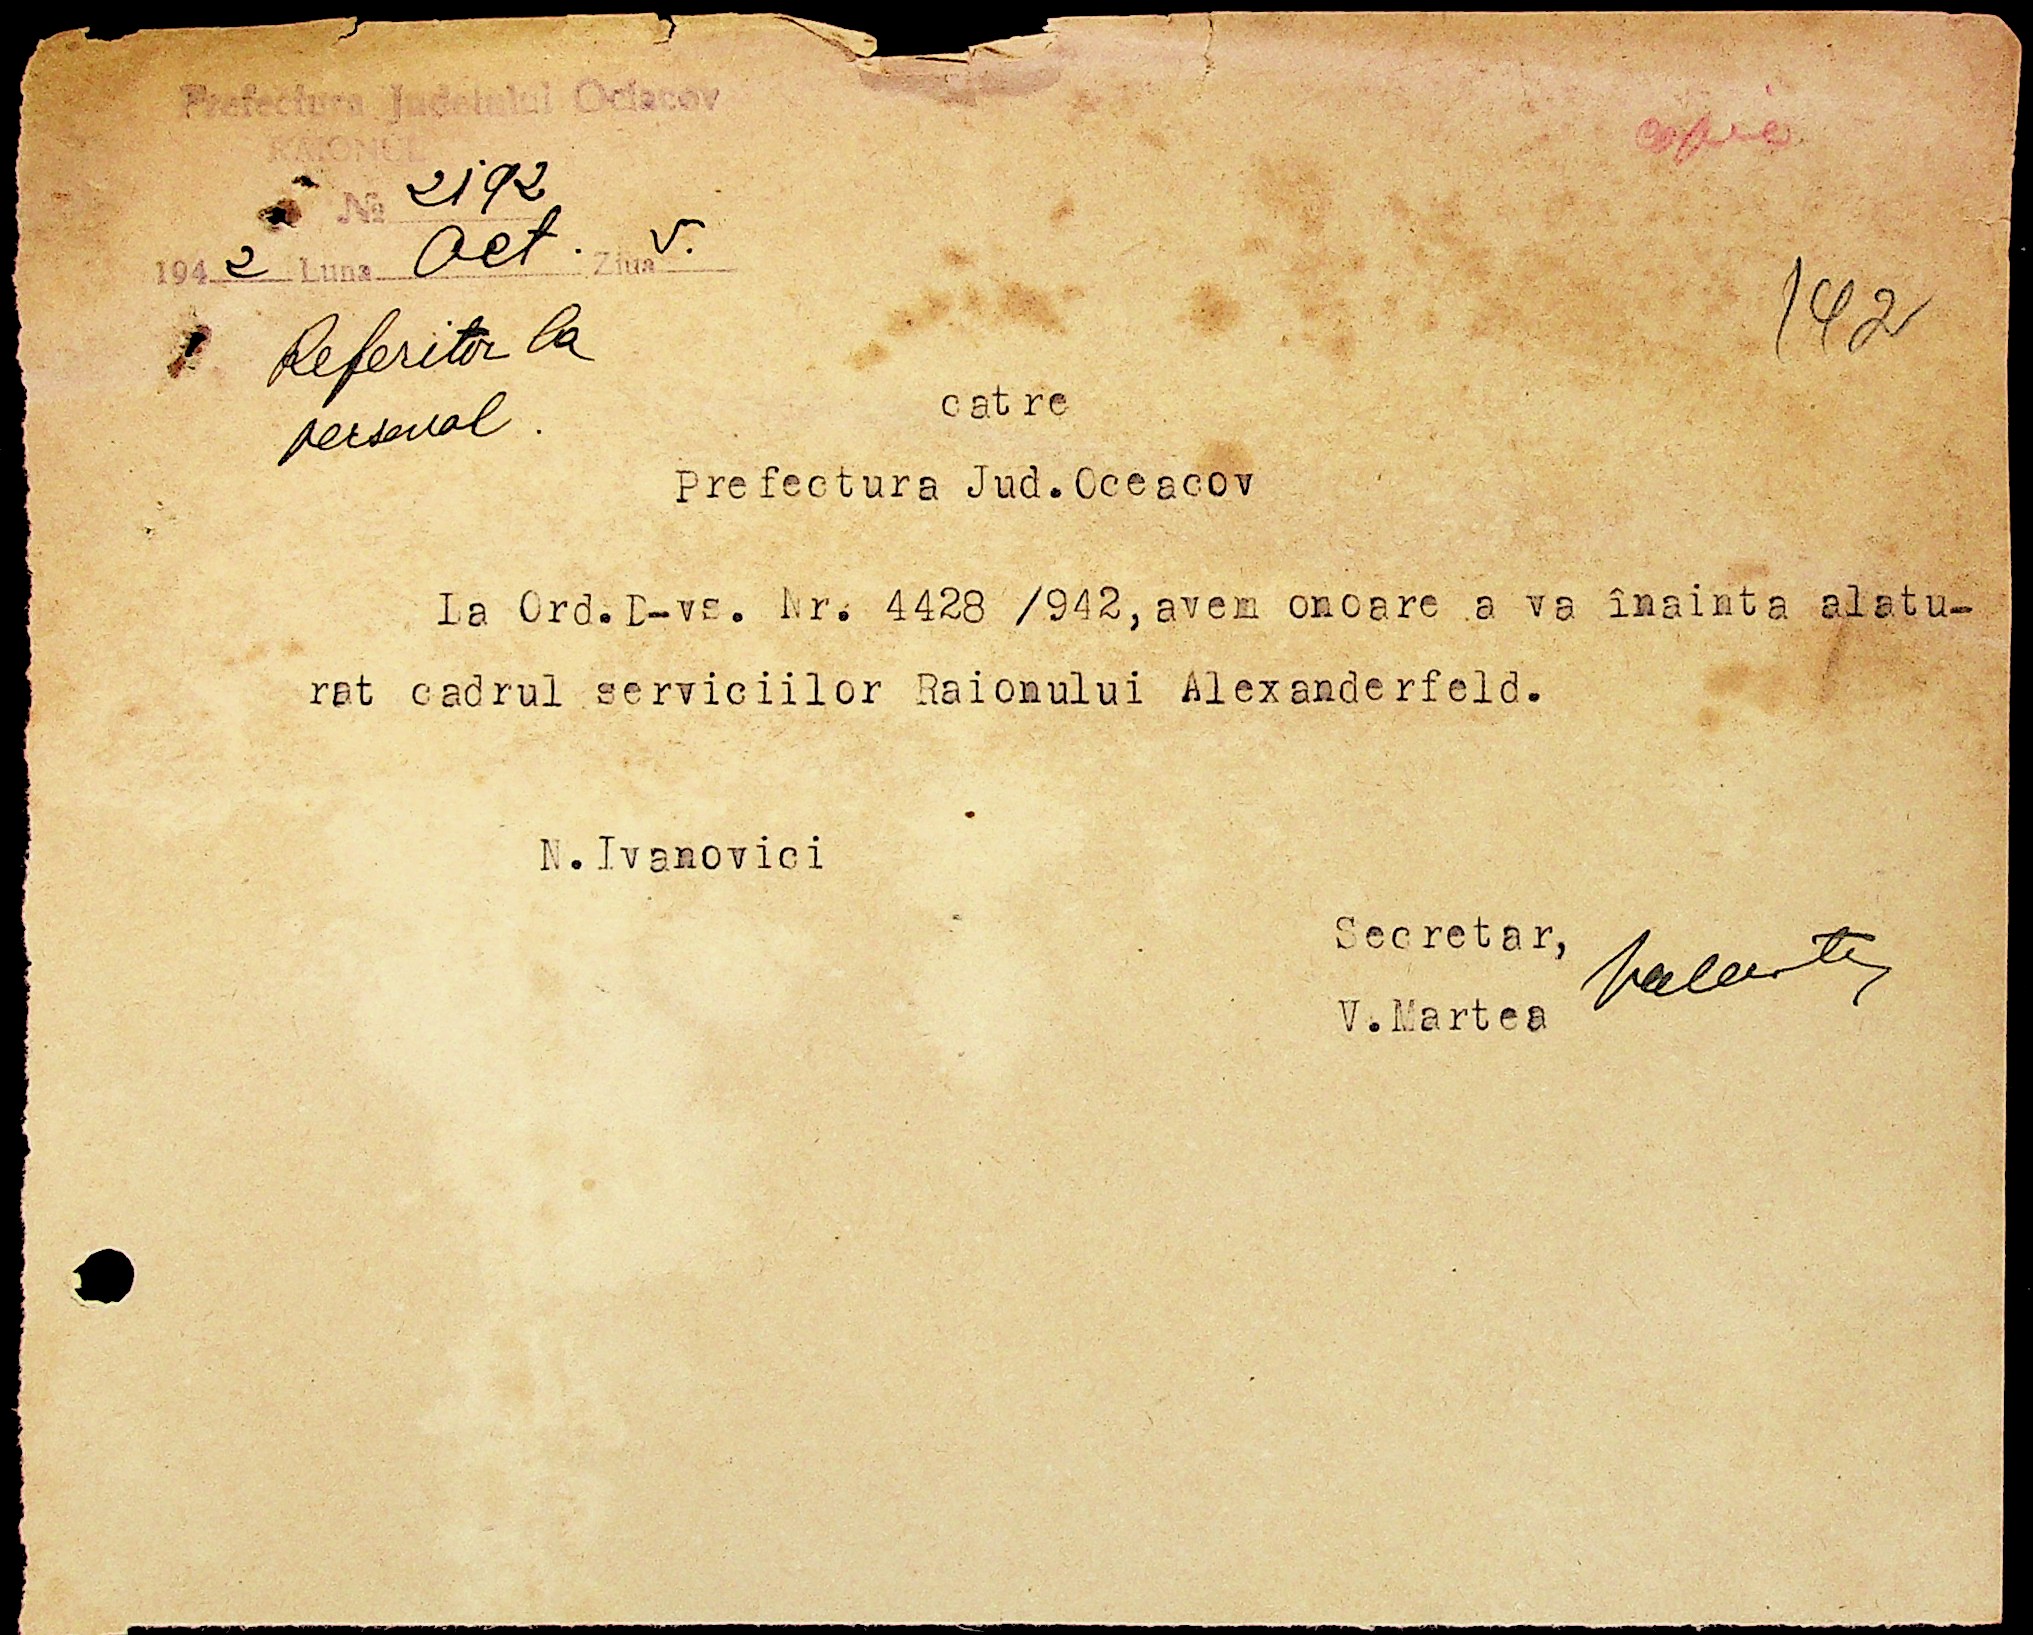 Prefectura Judetului Ociacov
RAIONUL
copie
№ 2192
1942 Luna Oct. Ziua V.
142
Referitor la
personal.
catre
Prefectura Jud.Oceacov
La Ord.D-vs. Nr. 4428 /942,avem onoare a va înainta alatu-
rat cadrul serviciilor Raionului Alexanderfeld.
N.Ivanovici
Secretar,
V.Martea